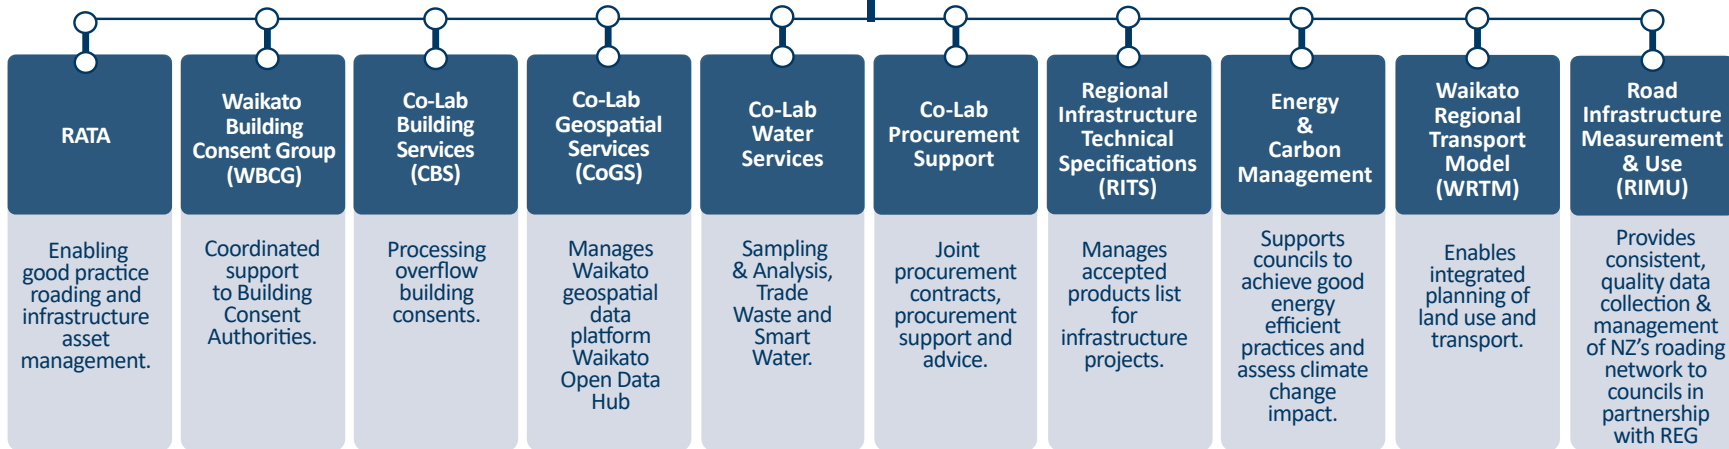 RATA
Enabling
good practice
roading and
infrastructure
asset
management.
Waikato
Building
Consent Group
(WBCG)
Coordinated
support
to Building
Consent
Authorities.
Co-Lab
Building
Services
(CBS)
Processing
overflow
building
consents.
Co-Lab
Geospatial
Services
(CoGS)
Manages
Waikato
geospatial
data
platform
Waikato
Open Data
Hub
Co-Lab
Water
Services
Sampling
& Analysis,
Trade
Waste and
Smart
Water.
Co-Lab
Procurement
Support
Joint
procurement
contracts,
procurement
support and
advice.
Regional
Infrastructure
Technical
Specifications
(RITS)
Manages
accepted
products list
for
infrastructure
projects.
Energy
&
Carbon
Management
Supports
councils to
achieve good
energy
efficient
practices and
assess climate
change
impact.
Waikato
Regional
Transport
Model
(WRTM)
Enables
integrated
planning of
land use and
transport.
Road
Infrastructure
Measurement
& Use
(RIMU)
Provides
consistent,
quality data
collection &
management
of NZ's roading
network to
councils in
partnership
with REG